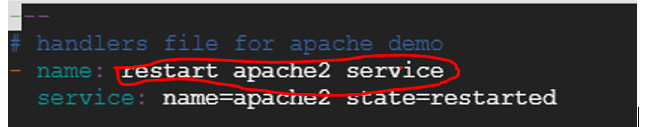 ---
# handlers file for apache demo
- name: restart apache2 service
  service: name=apache2 state=restarted